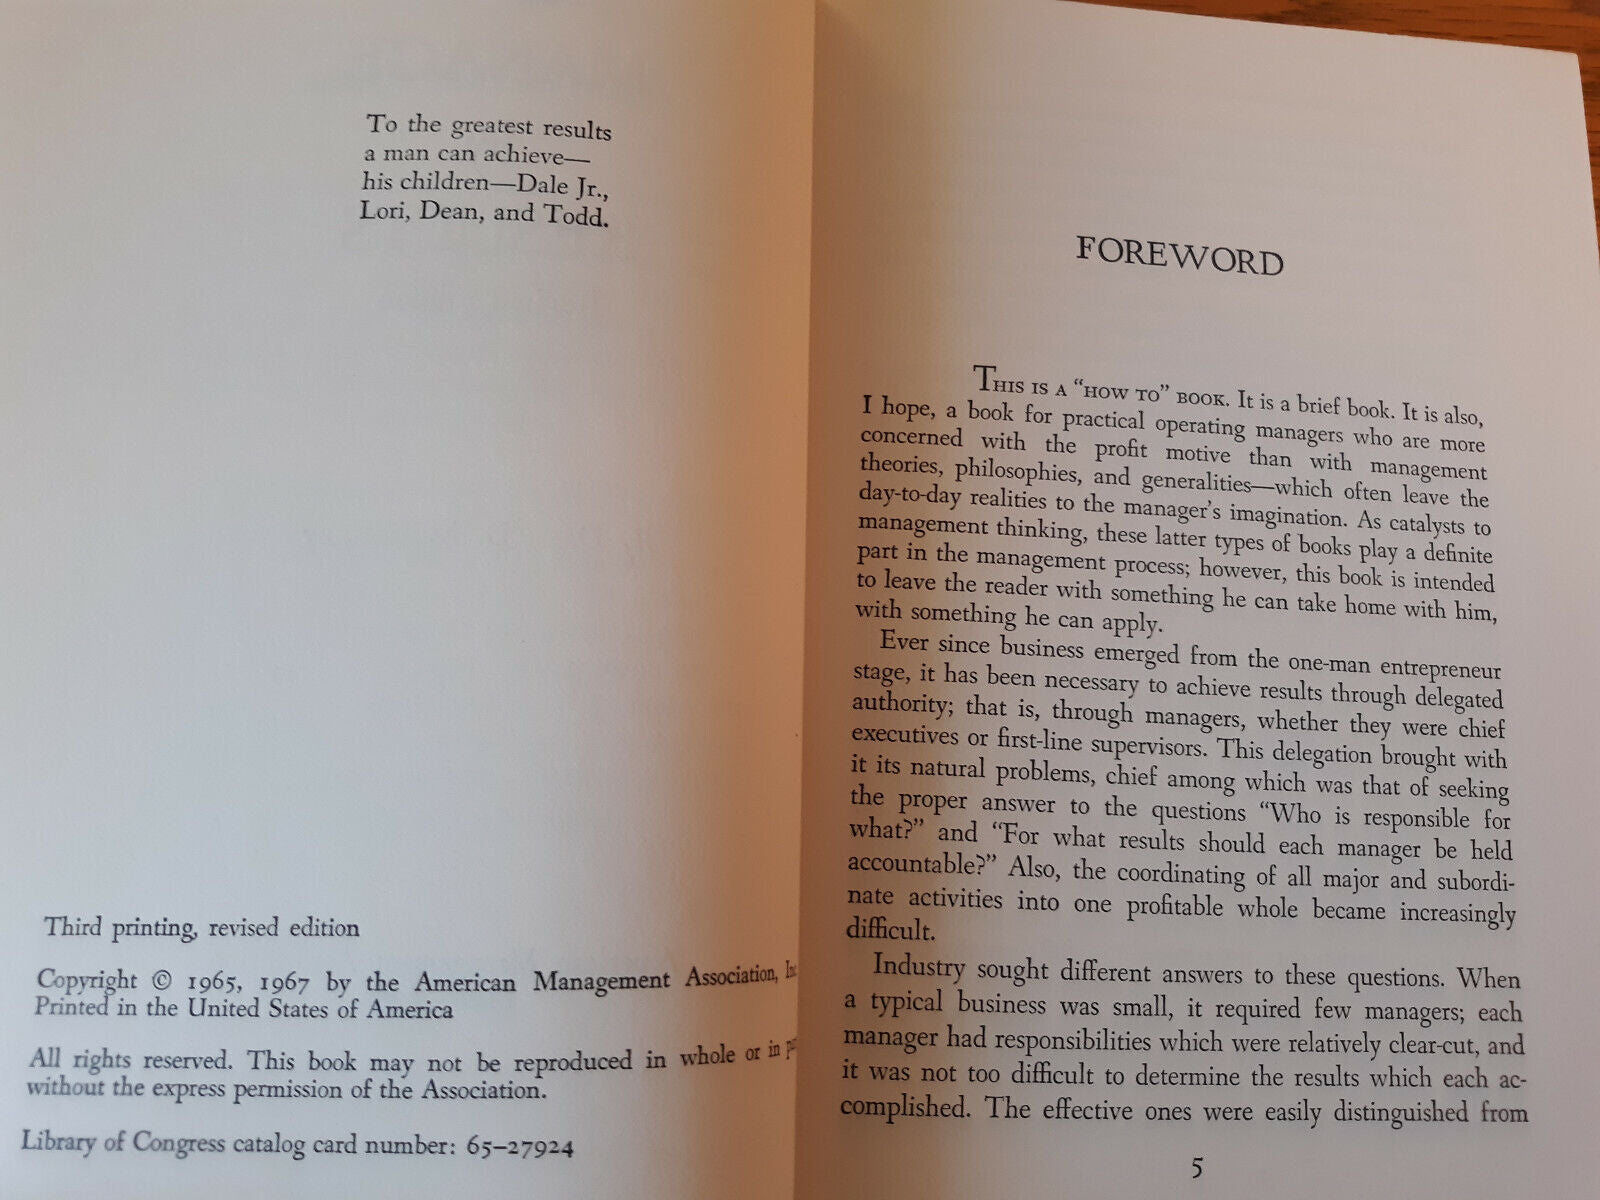 To the greatest results
a man can achieve—
his children—Dale Jr.,
Lori, Dean, and Todd.
Third printing, revised edition
Copyright © 1965, 1967 by the American Management Association,
Printed in the United States of America
All rights reserved. This book may not be reproduced in whole or in
without the express permission of the Association.
Library of Congress catalog card number: 65–27924
FOREWORD
THIS IS A “HOW TO” BOOK. It is a brief book. It is also,
I hope, a book for practical operating managers who are more
concerned with the profit motive than with management
theories, philosophies, and generalities—which often leave the
day-to-day realities to the manager’s imagination. As catalysts to
management thinking, these latter types of books play a definite
part in the management process; however, this book is intended
to leave the reader with something he can take home with him,
with something he can apply.
Ever since business emerged from the one-man entrepreneur
stage, it has been necessary to achieve results through delegated
authority; that is, through managers, whether they were chief
executives or first-line supervisors. This delegation brought with
it its natural problems, chief among which was that of seeking
the proper answer to the questions “Who is responsible for
what?” and “For what results should each manager be held
accountable?” Also, the coordinating of all major and subordi-
nate activities into one profitable whole became increasingly
difficult.
Industry sought different answers to these questions. When
a typical business was small, it required few managers; each
manager had responsibilities which were relatively clear-cut, and
it was not too difficult to determine the results which each ac-
complished. The effective ones were easily distinguished from
5